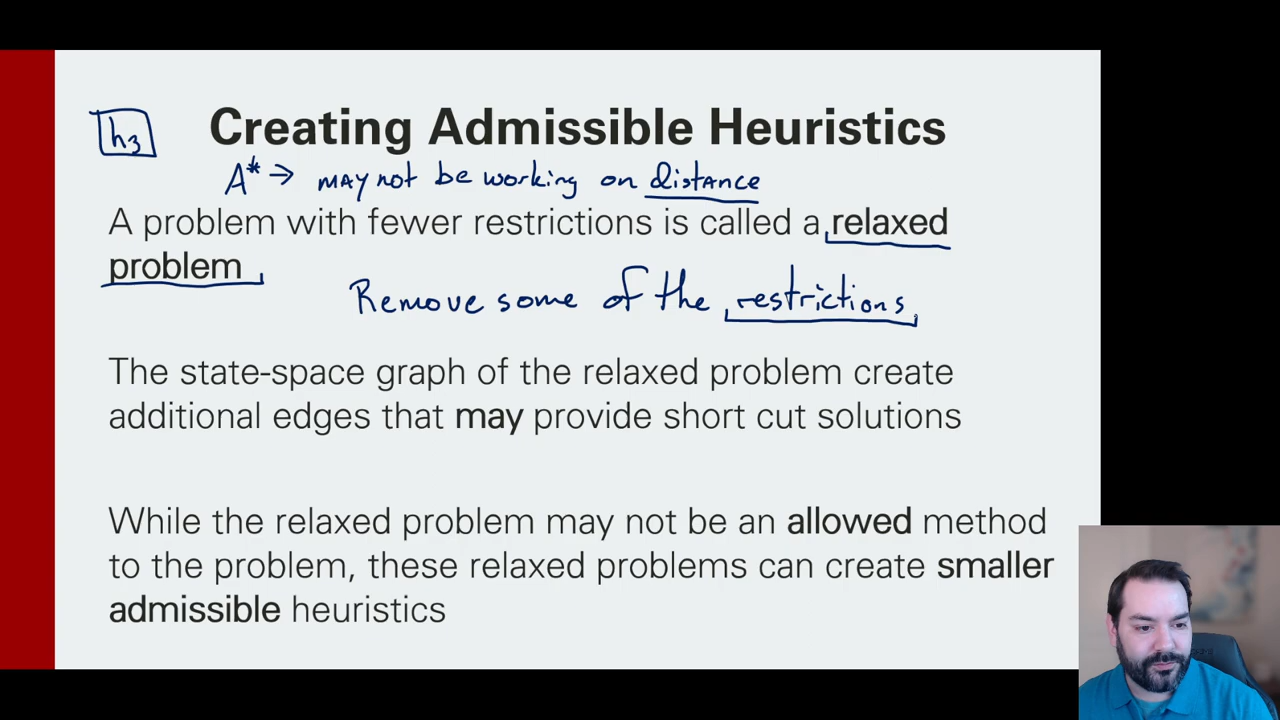 h3
Creating Admissible Heuristics
A* → may not be working on distance
A problem with fewer restrictions is called a relaxed
problem
Remove some of the restrictions
The state-space graph of the relaxed problem create
additional edges that may provide short cut solutions
While the relaxed problem may not be an allowed method
to the problem, these relaxed problems can create smaller
admissible heuristics